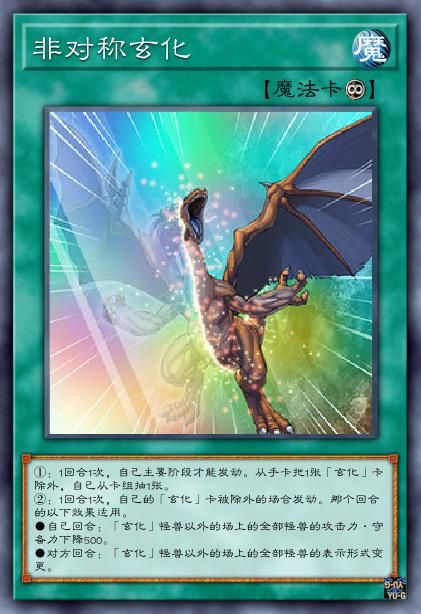 非对称玄化
魔
【魔法卡♾】
①：1回合1次，自己主要阶段才能发动。从手卡把1张「玄化」卡
除外，自己从卡组抽1张。
②：1回合1次，自己的「玄化」卡被除外的场合发动。那个回合
的以下效果适用。
●自己回合：「玄化」怪兽以外的场上的全部怪兽的攻击力·守
备力下降500。
●对方回合：「玄化」怪兽以外的场上的全部怪兽的表示形式变
更。